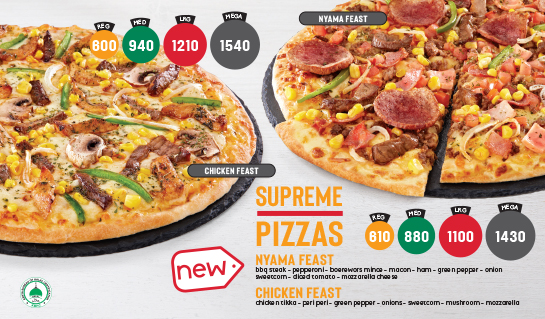 REG MED LRG MEGA
800 940 1210 1540
NYAMA FEAST
CHICKEN FEAST
SUPREME
PIZZAS
REG MED LRG MEGA
810 880 1100 1430
new
NYAMA FEAST
bbq steak - pepperoni - boerewors mince - macon - ham - green pepper - onion
sweetcorn - diced tomato - mozzarella cheese
CHICKEN FEAST
chicken tikka - peri peri - green pepper - onions - sweetcorn - mushroom - mozzarella